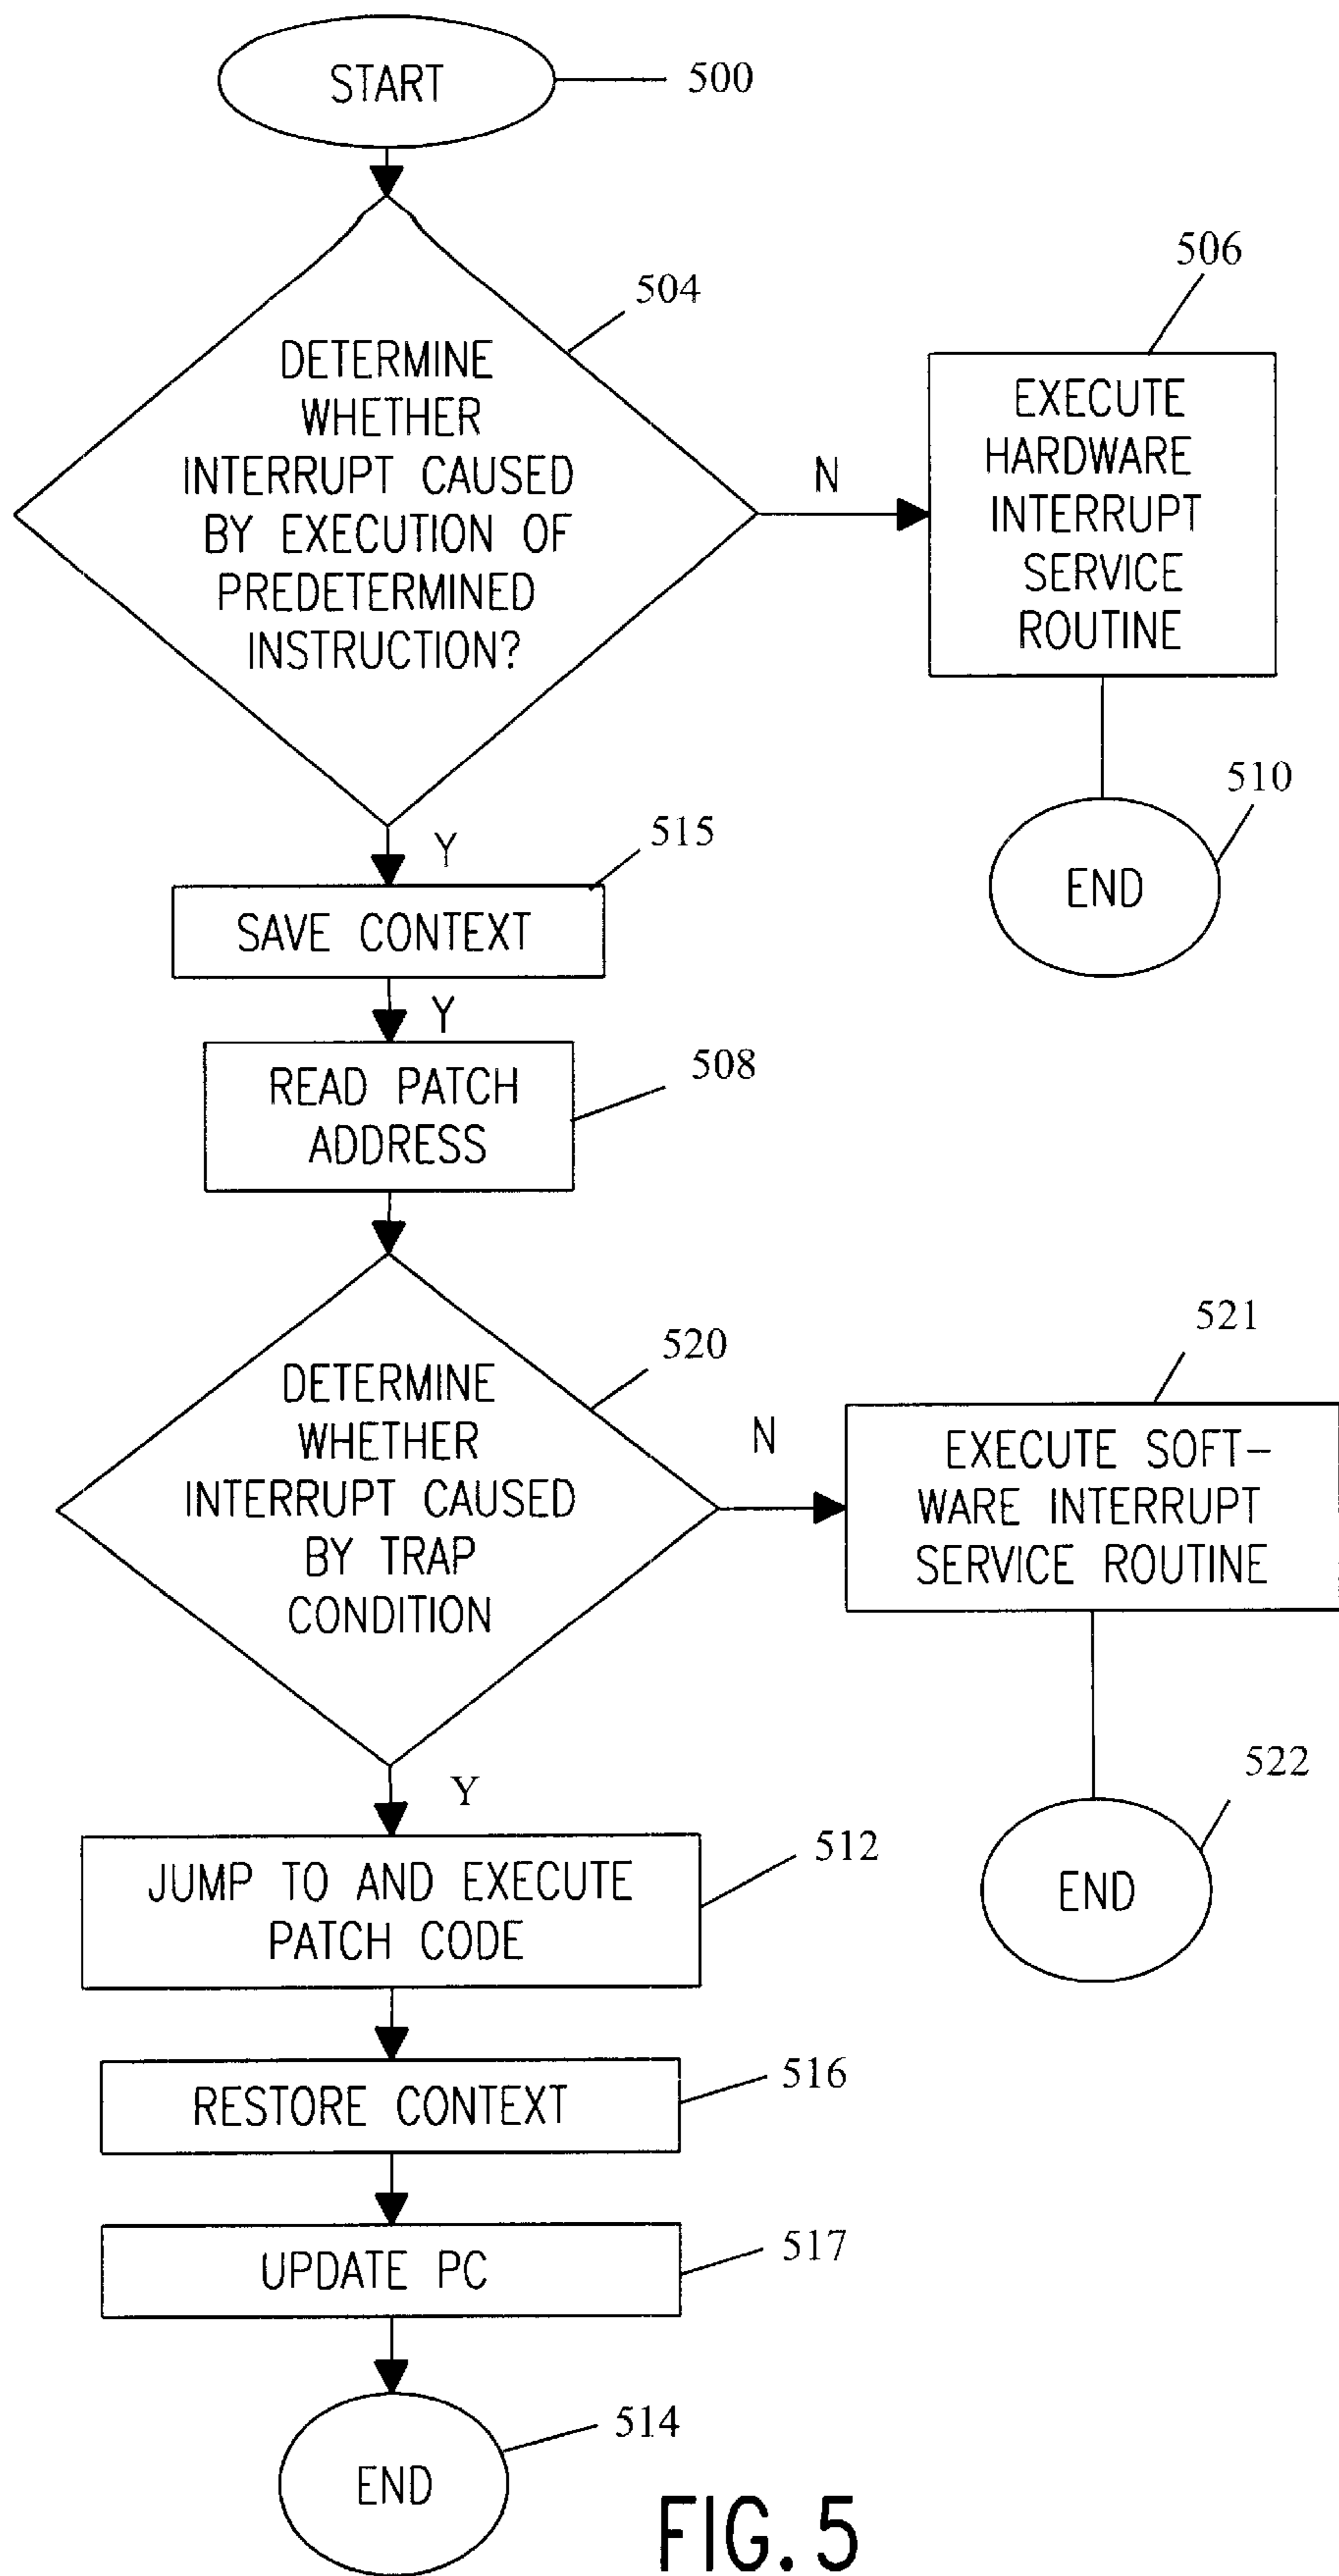 START
500
504
DETERMINE
WHETHER
INTERRUPT CAUSED
BY EXECUTION OF
PREDETERMINED
INSTRUCTION?
N
506
EXECUTE
HARDWARE
INTERRUPT
SERVICE
ROUTINE
510
END
Y
515
SAVE CONTEXT
Y
508
READ PATCH
ADDRESS
520
DETERMINE
WHETHER
INTERRUPT CAUSED
BY TRAP
CONDITION
N
521
EXECUTE SOFT-
WARE INTERRUPT
SERVICE ROUTINE
522
END
Y
512
JUMP TO AND EXECUTE
PATCH CODE
516
RESTORE CONTEXT
517
UPDATE PC
514
END
FIG. 5